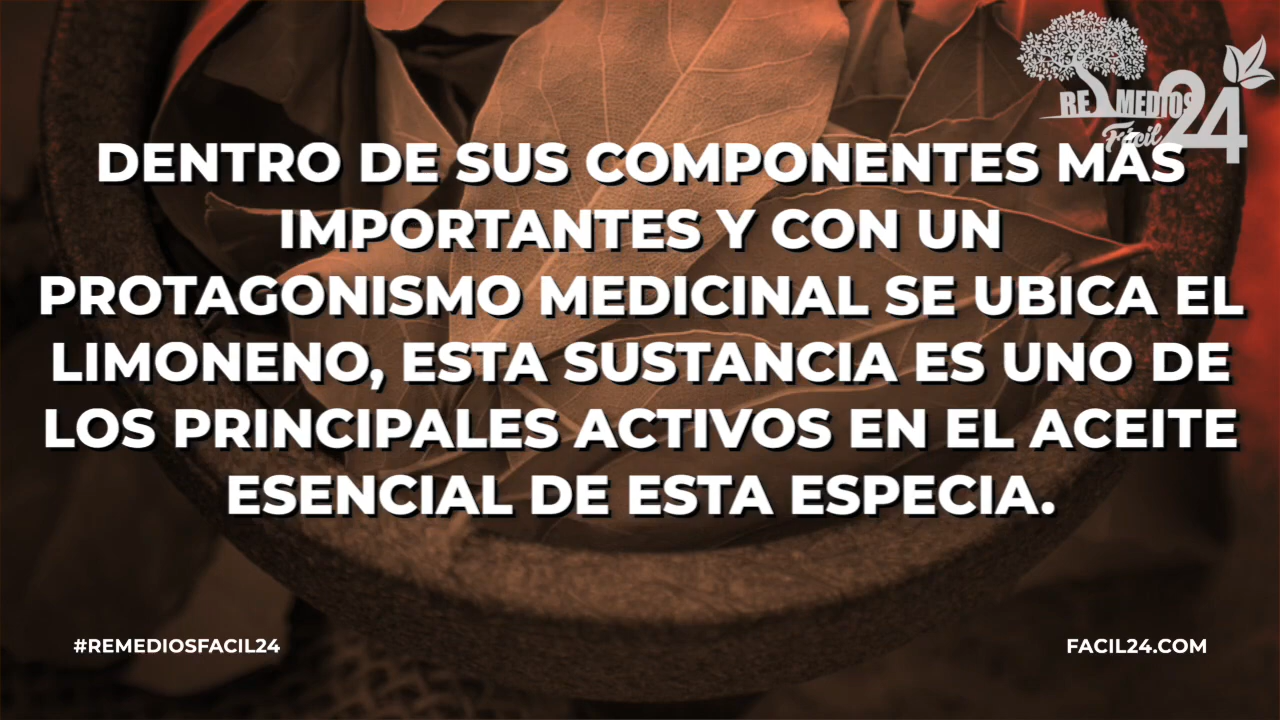 REMEDIOS
Fácil 24
DENTRO DE SUS COMPONENTES MÁS
IMPORTANTES Y CON UN
PROTAGONISMO MEDICINAL SE UBICA EL
LIMONENO, ESTA SUSTANCIA ES UNO DE
LOS PRINCIPALES ACTIVOS EN EL ACEITE
ESENCIAL DE ESTA ESPECIA.
#REMEDIOSFACIL24
FACIL24.COM